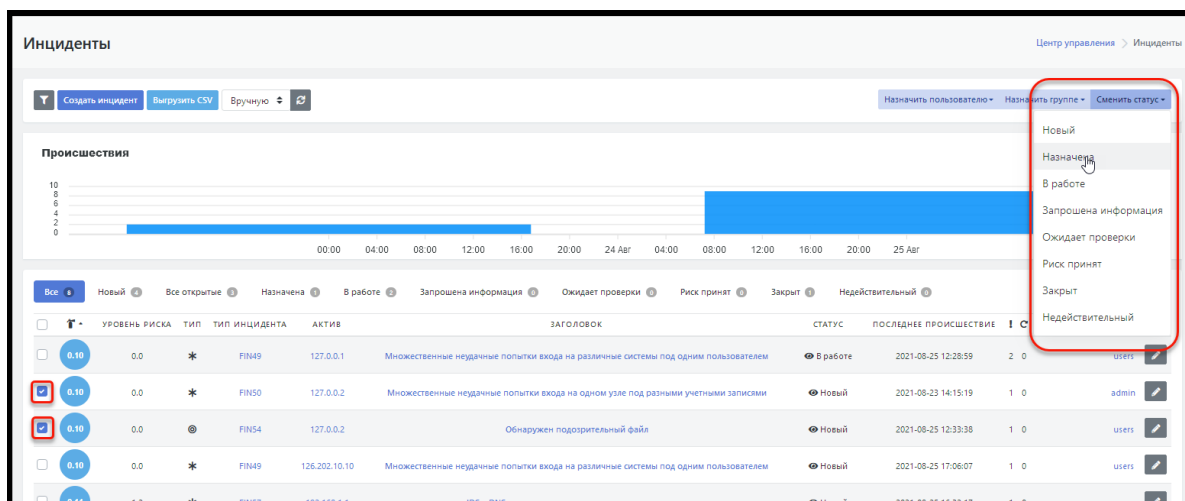 Инциденты
Центр управления > Инциденты
Создать инцидент Выгрузить CSV Вручную Назначить пользователю Назначить группе Сменить статус
Новый
Назначена
В работе
Запрошена информация
Ожидает проверки
Риск принят
Закрыт
Недействительный
Происшествия
10
8
6
4
2
0
00:00 04:00 08:00 12:00 16:00 20:00 24 Авг 04:00 08:00 12:00 16:00 20:00 25 Авг
Все 8 Новый 4 Все открытые 3 Назначена 1 В работе 2 Запрошена информация 0 Ожидает проверки 0 Риск принят 0 Закрыт 1 Недействительный 0
УРОВЕНЬ РИСКА ТИП ТИП ИНЦИДЕНТА АКТИВ ЗАГОЛОВОК СТАТУС ПОСЛЕДНЕЕ ПРОИСШЕСТВИЕ
0.10 0.0 FIN49 127.0.0.1 Множественные неудачные попытки входа на различные системы под одним пользователем В работе 2021-08-25 12:28:59 2 0 users
0.10 0.0 FIN50 127.0.0.2 Множественные неудачные попытки входа на одном узле под разными учетными записями Новый 2021-08-23 14:15:19 1 0 admin
0.10 0.0 FIN54 127.0.0.2 Обнаружен подозрительный файл Новый 2021-08-25 12:33:38 1 0 users
0.10 0.0 FIN49 126.202.10.10 Множественные неудачные попытки входа на различные системы под одним пользователем Новый 2021-08-25 17:06:07 1 0 users